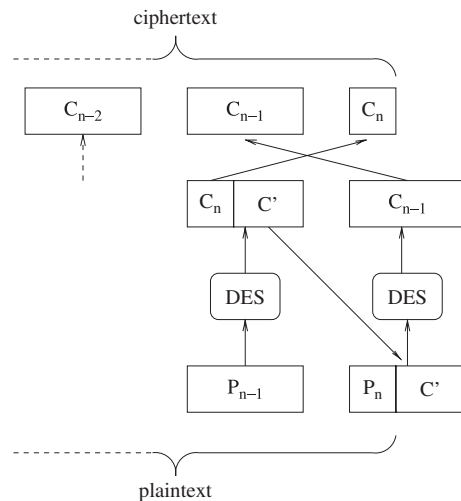 ciphertext
C_{n–2} C_{n–1} C_n
C_n C' C_{n–1}
DES DES
P_{n–1} P_n C'
plaintext